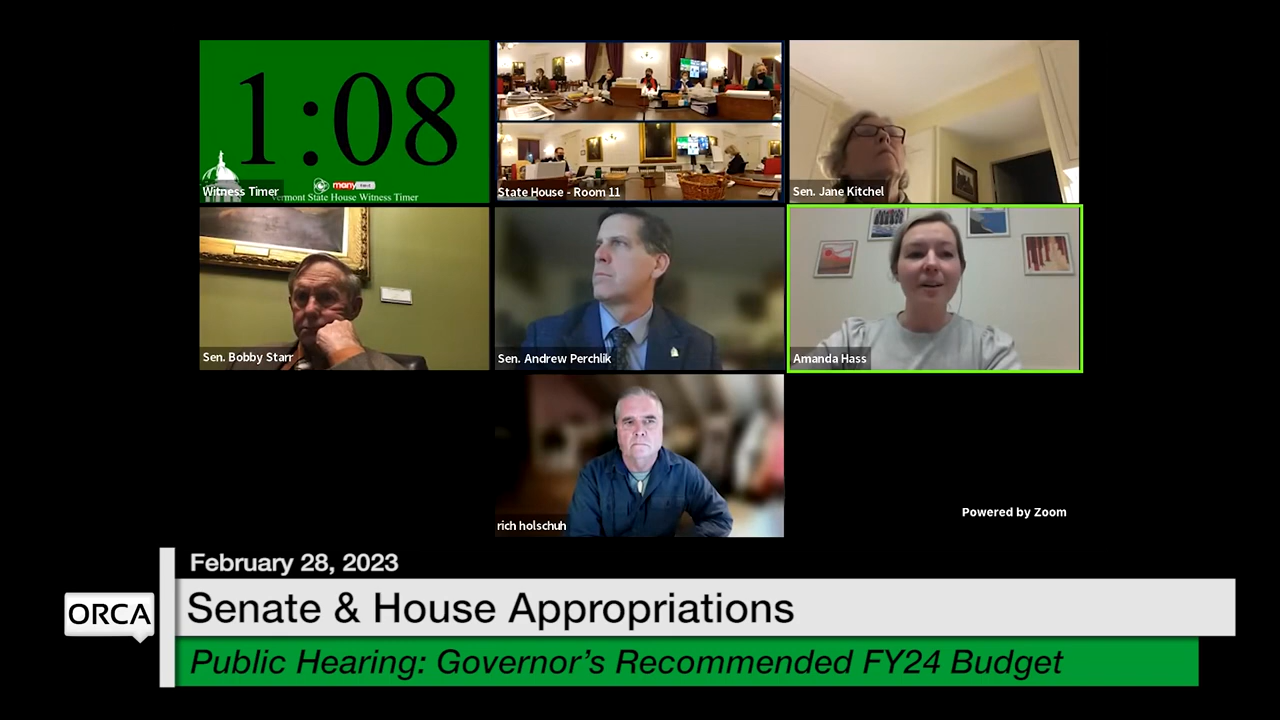 1:08
Witness Timer
many
Vermont State House Witness Timer
State House - Room 11
Sen. Jane Kitchel
Sen. Bobby Starr
Sen. Andrew Perchlik
Amanda Hass
rich holschuh
Powered by Zoom
February 28, 2023
ORCA
Senate & House Appropriations
Public Hearing: Governor's Recommended FY24 Budget